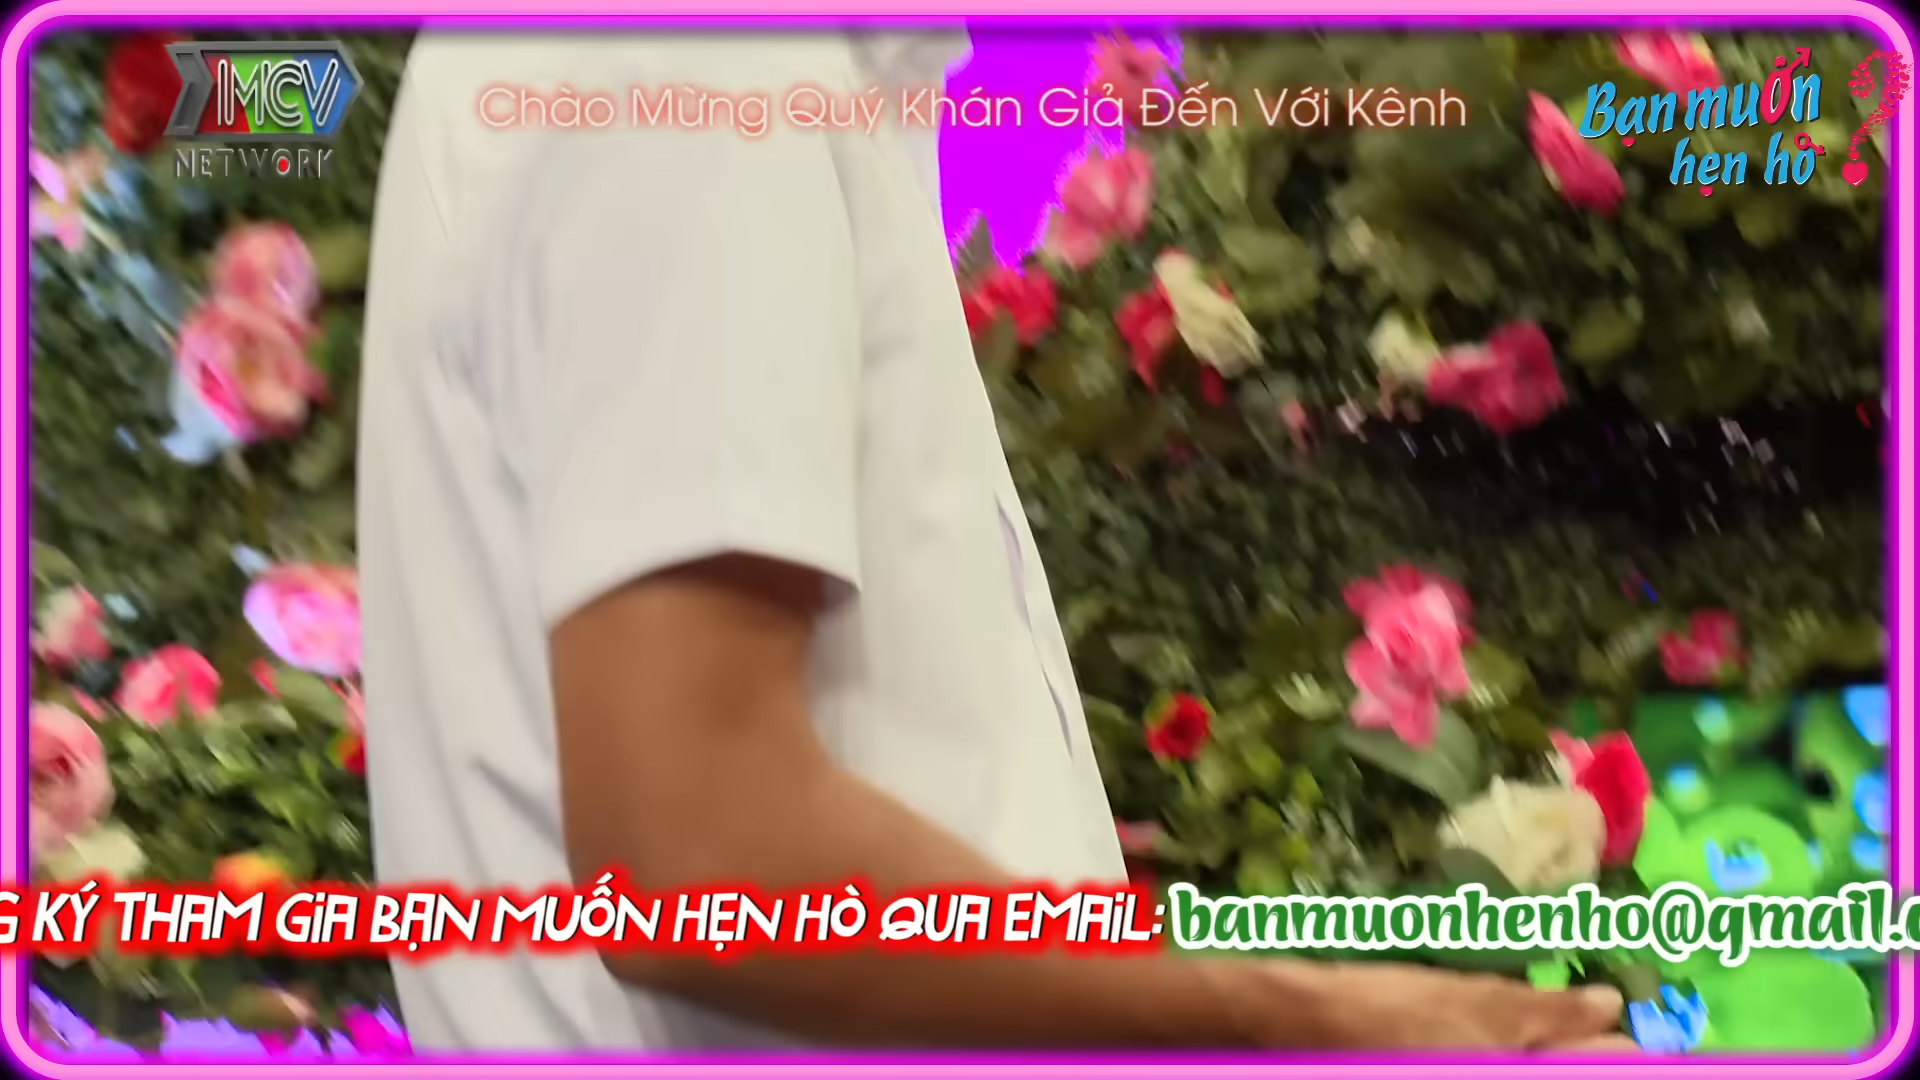 MCV
NETWORK
Chào Mừng Quý Khán Giả Đến Với Kênh
Bạn muốn
hẹn hò
KÝ THAM GIA BẠN MUỐN HẸN HÒ QUA EMAIL: banmuonhenho@gmail.